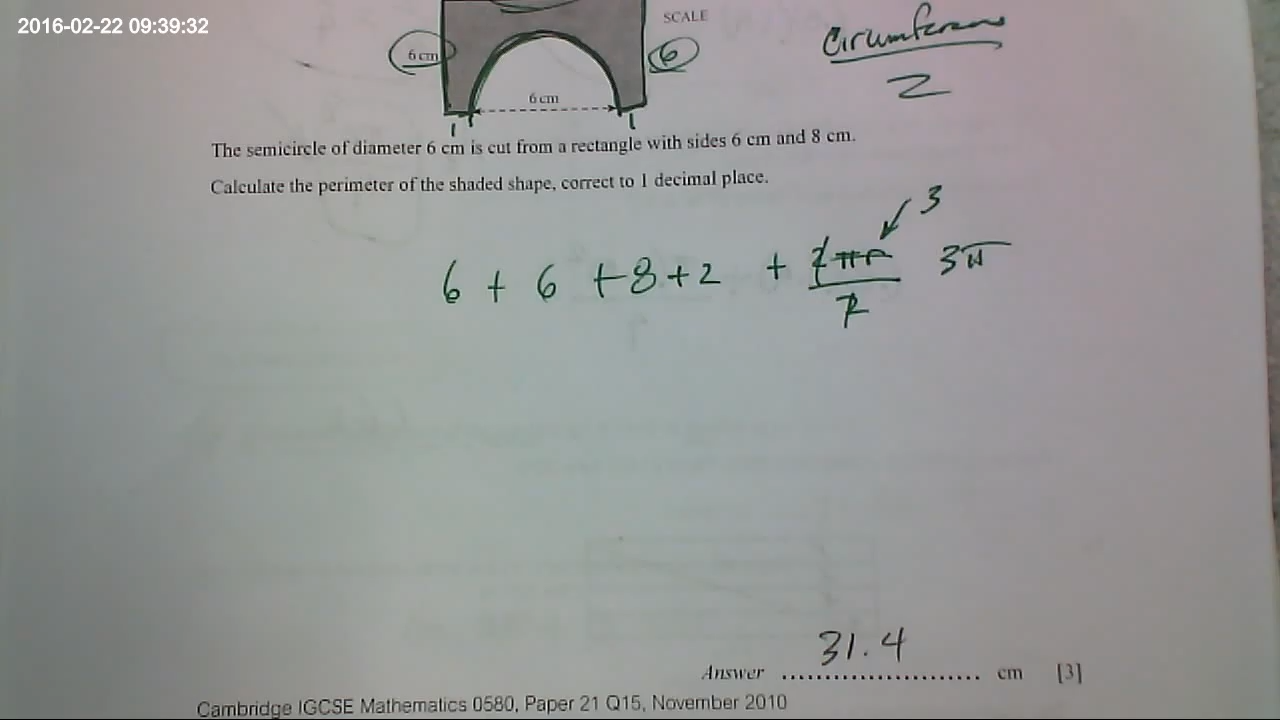 2016-02-22 09:39:32
SCALE
6 cm
6
6 cm
1
1
Circumference
2
The semicircle of diameter 6 cm is cut from a rectangle with sides 6 cm and 8 cm.
Calculate the perimeter of the shaded shape, correct to 1 decimal place.
3
6 + 6 + 8 + 2 + 2πr 3π
2
31.4
Answer ........................ cm [3]
Cambridge IGCSE Mathematics 0580, Paper 21 Q15, November 2010